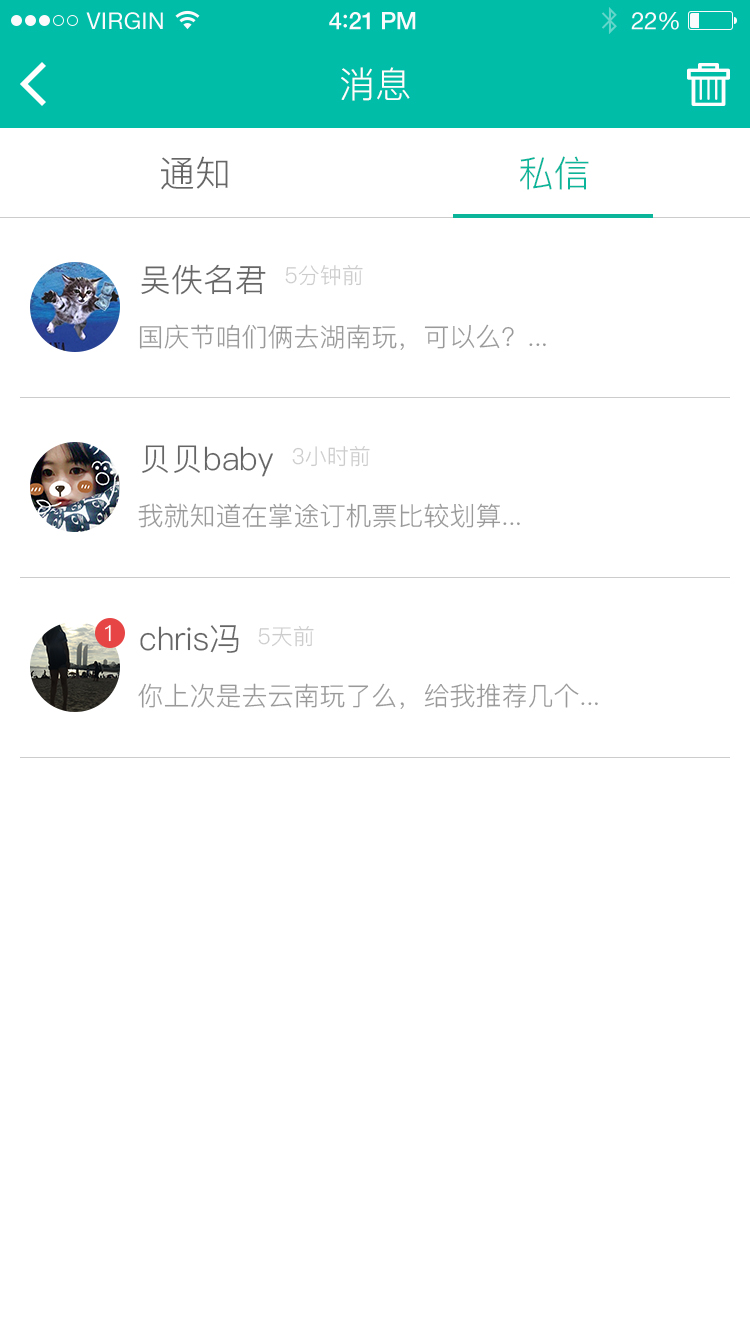 VIRGIN 4:21 PM 22%
消息
通知 私信
吴佚名君 5分钟前
国庆节咱们俩去湖南玩，可以么？...
贝贝baby 3小时前
我就知道在掌途订机票比较划算...
1
chris冯 5天前
你上次是去云南玩了么，给我推荐几个...